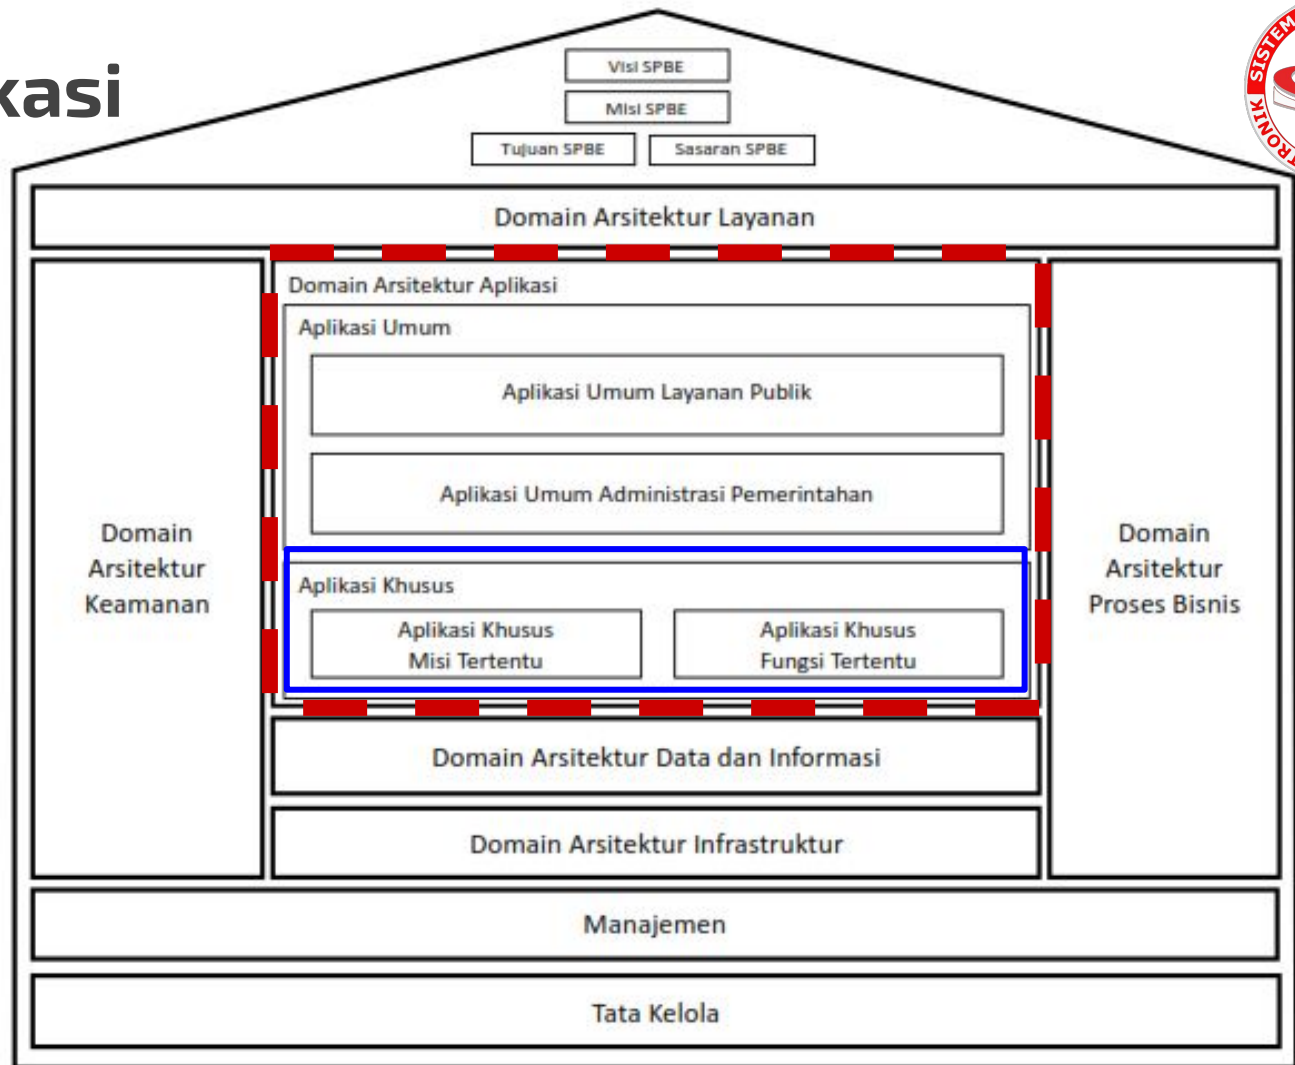 kasi
Visi SPBE
Misi SPBE
Tujuan SPBE
Sasaran SPBE
SISTEM
TRONIK
Domain Arsitektur Layanan
Domain Arsitektur Aplikasi
Aplikasi Umum
Aplikasi Umum Layanan Publik
Aplikasi Umum Administrasi Pemerintahan
Domain
Arsitektur
Keamanan
Aplikasi Khusus
Aplikasi Khusus
Misi Tertentu
Aplikasi Khusus
Fungsi Tertentu
Domain
Arsitektur
Proses Bisnis
Domain Arsitektur Data dan Informasi
Domain Arsitektur Infrastruktur
Manajemen
Tata Kelola